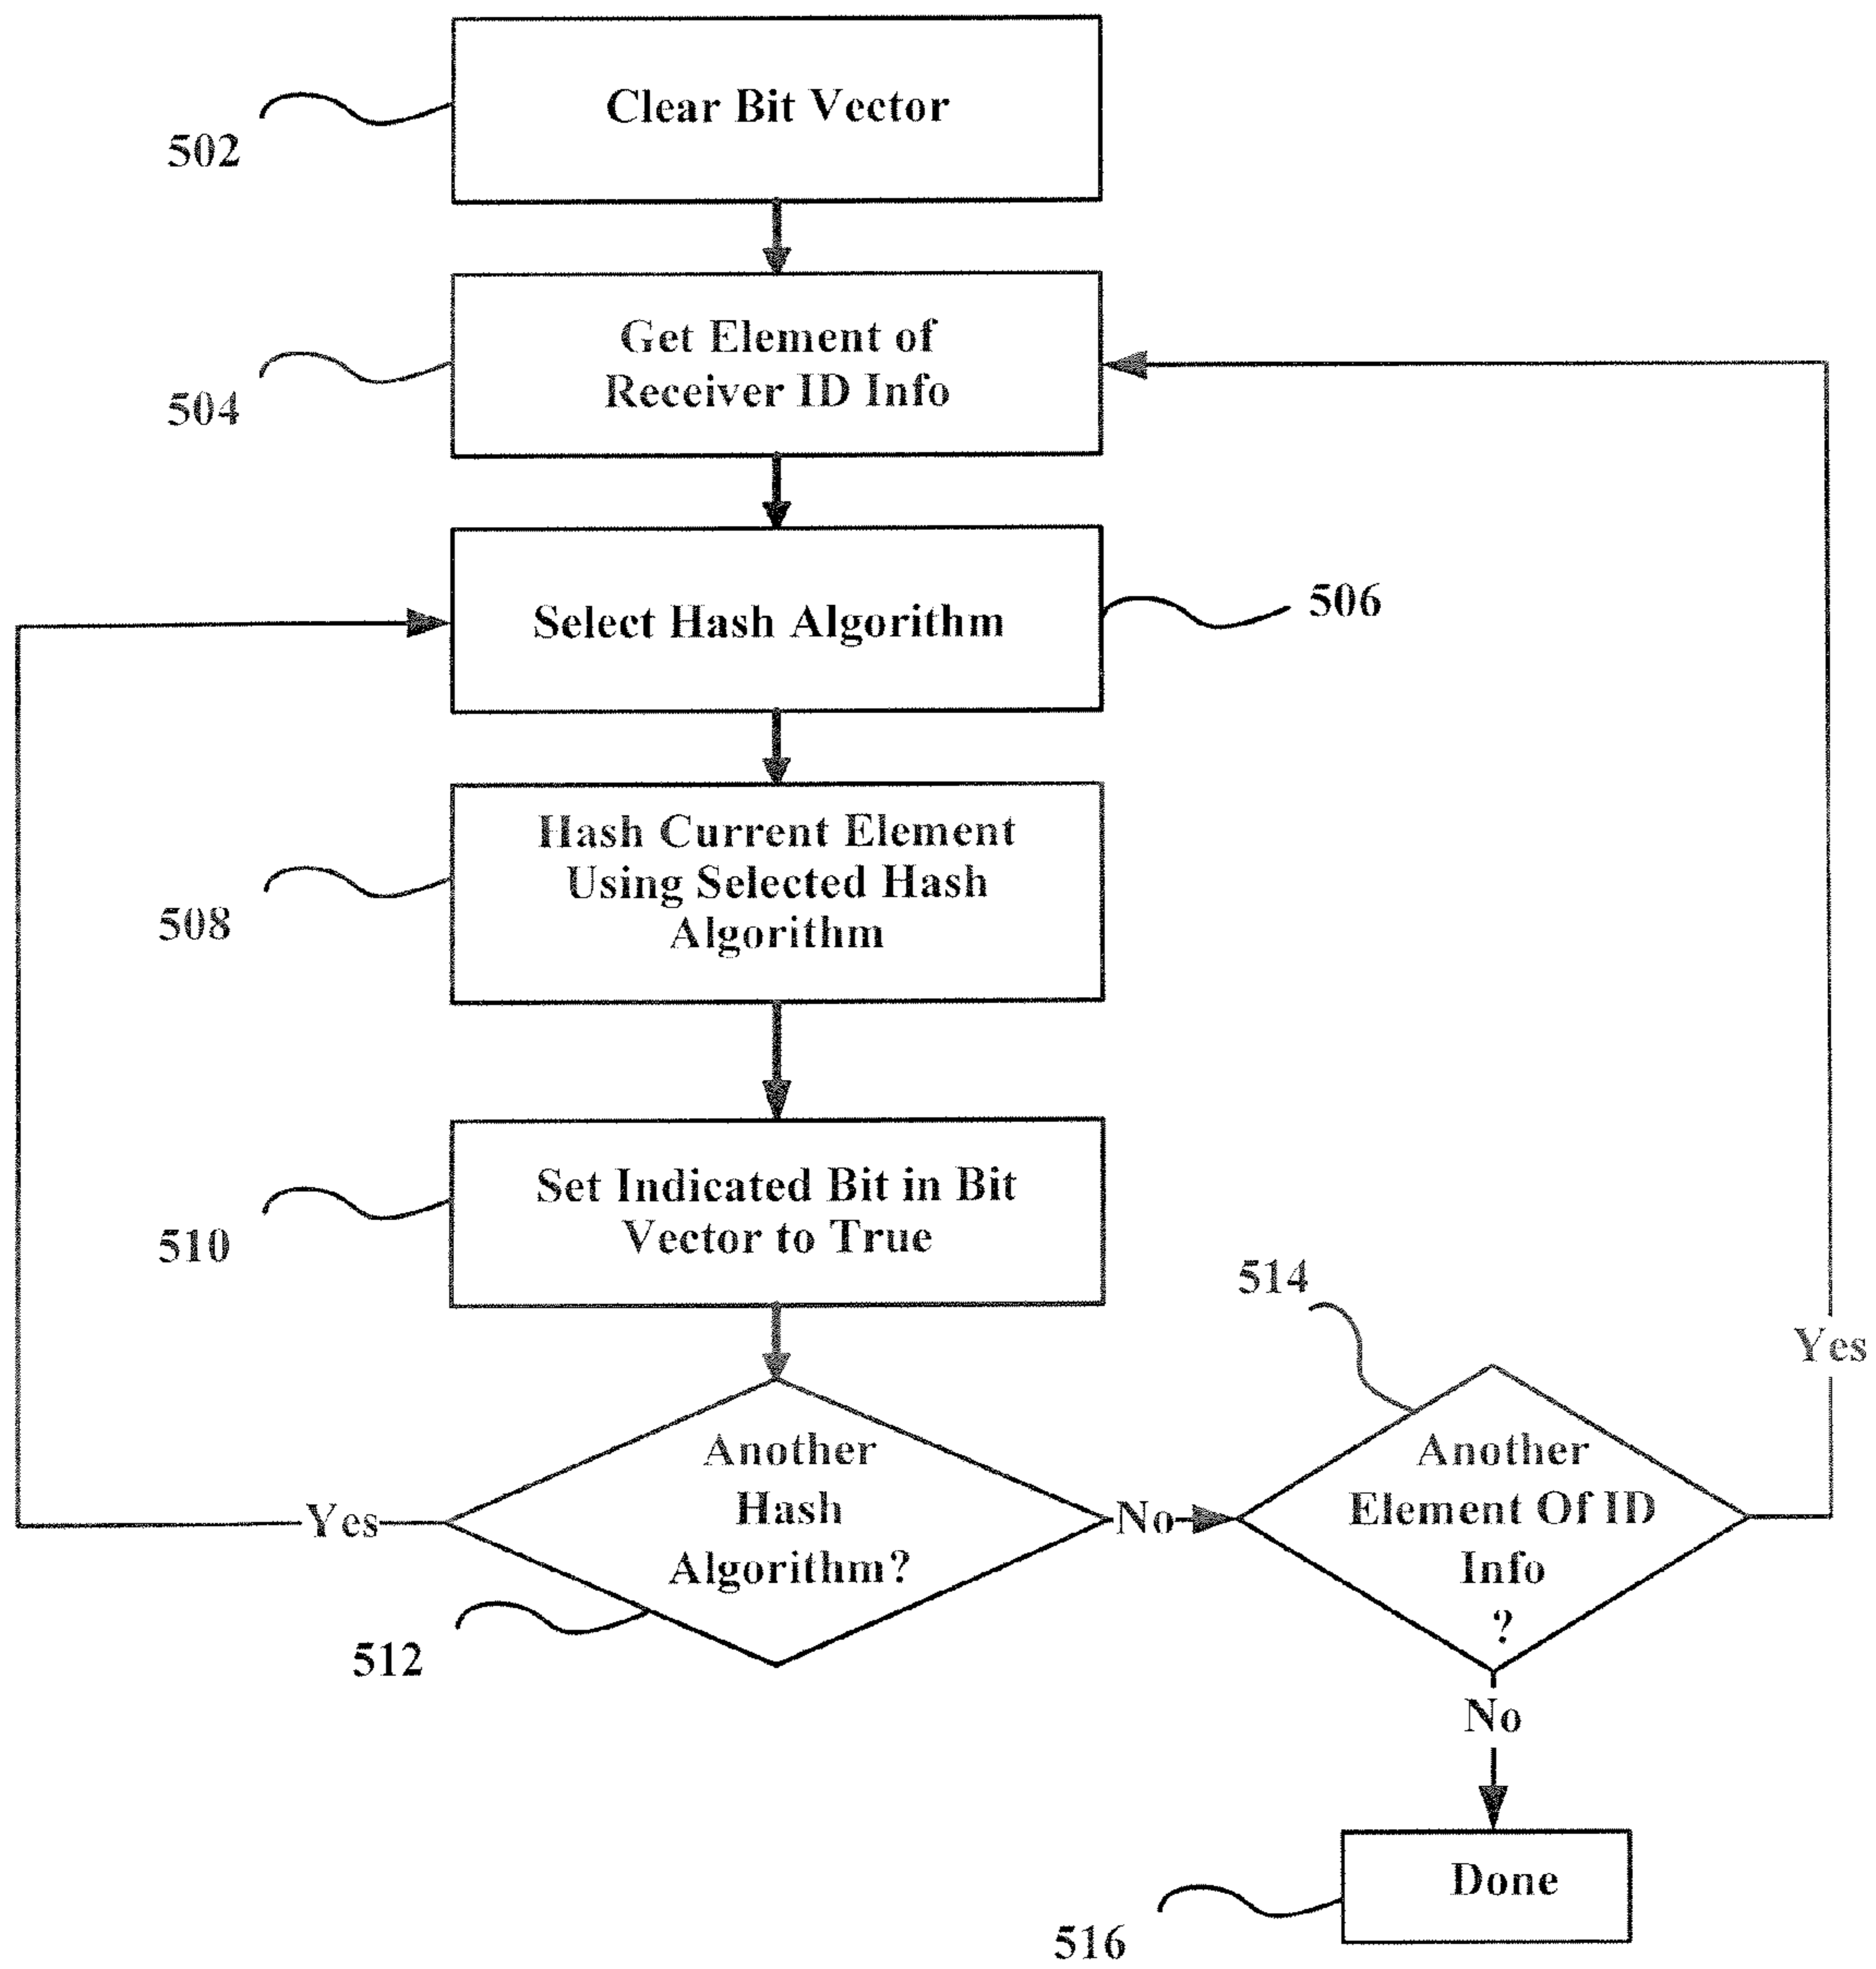 Clear Bit Vector
502
Get Element of
Receiver ID Info
504
Select Hash Algorithm
506
Hash Current Element
Using Selected Hash
Algorithm
508
Set Indicated Bit in Bit
Vector to True
510
514
Yes
Another
Hash
Algorithm?
Yes
No
512
Another
Element Of ID
Info
?
No
Done
516